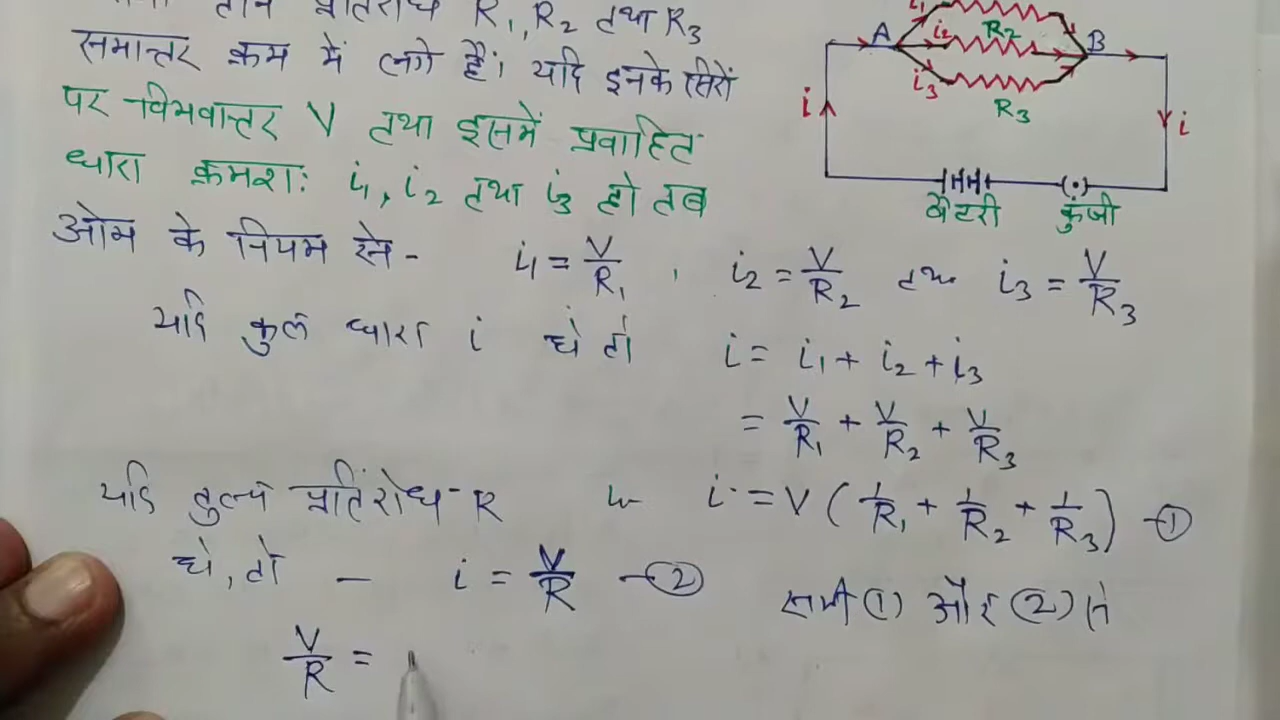 तीन प्रतिरोध R₁, R₂ तथा R₃
समान्तर क्रम में लगे हैं। यदि इनके सिरों
पर विभवान्तर V तथा इसमें प्रवाहित
धारा क्रमशः i₁, i₂ तथा i₃ हो तब
ओम के नियम से - i₁ = V/R₁ , i₂ = V/R₂ तथा i₃ = V/R₃
यदि कुल धारा i है तो i = i₁ + i₂ + i₃
= V/R₁ + V/R₂ + V/R₃
यदि तुल्य प्रतिरोध R i = V(1/R₁ + 1/R₂ + 1/R₃) - ①
है, तो - i = V/R - ②
समी (1) और (2) से
V/R =
i₁
A i₂ R₂ B
i₃ R₃
i i
बैटरी कुंजी